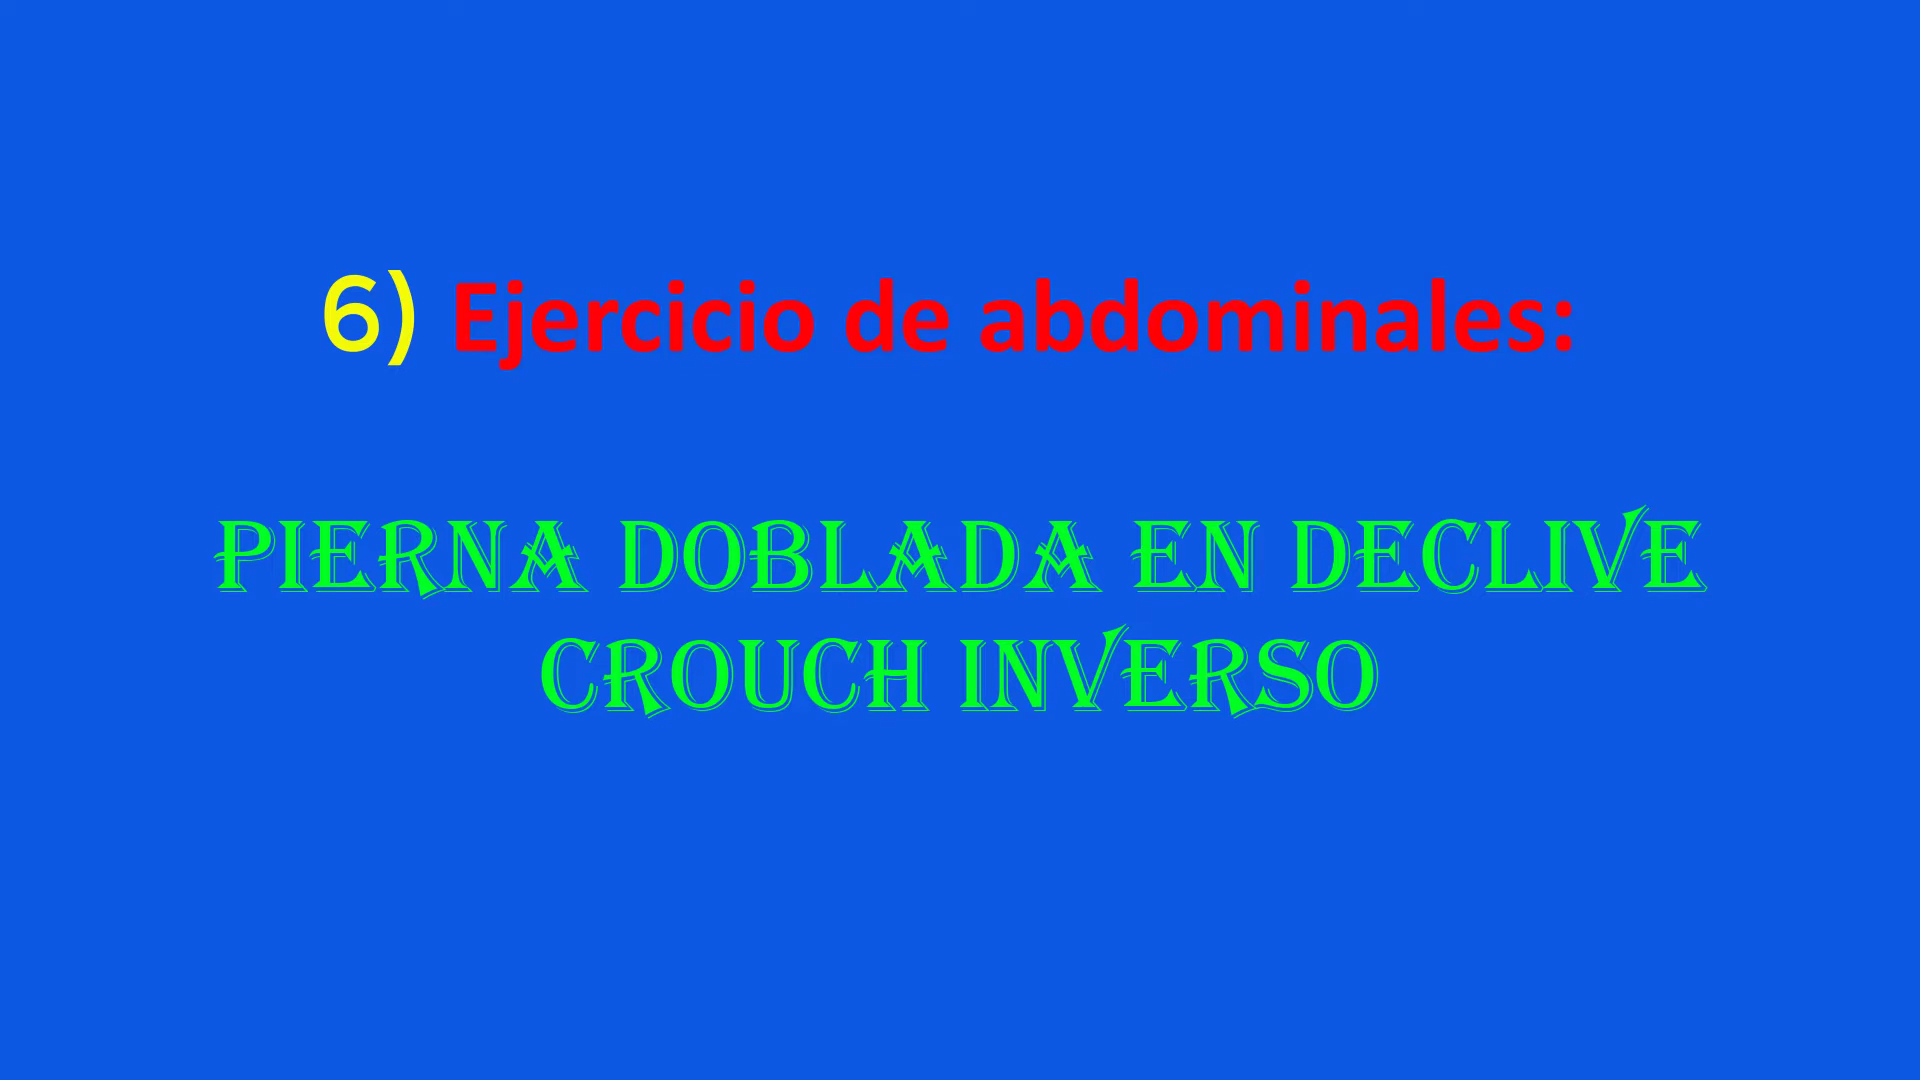 6) Ejercicio de abdominales:
PIERNA DOBLADA EN DECLIVE
CROUCH INVERSO